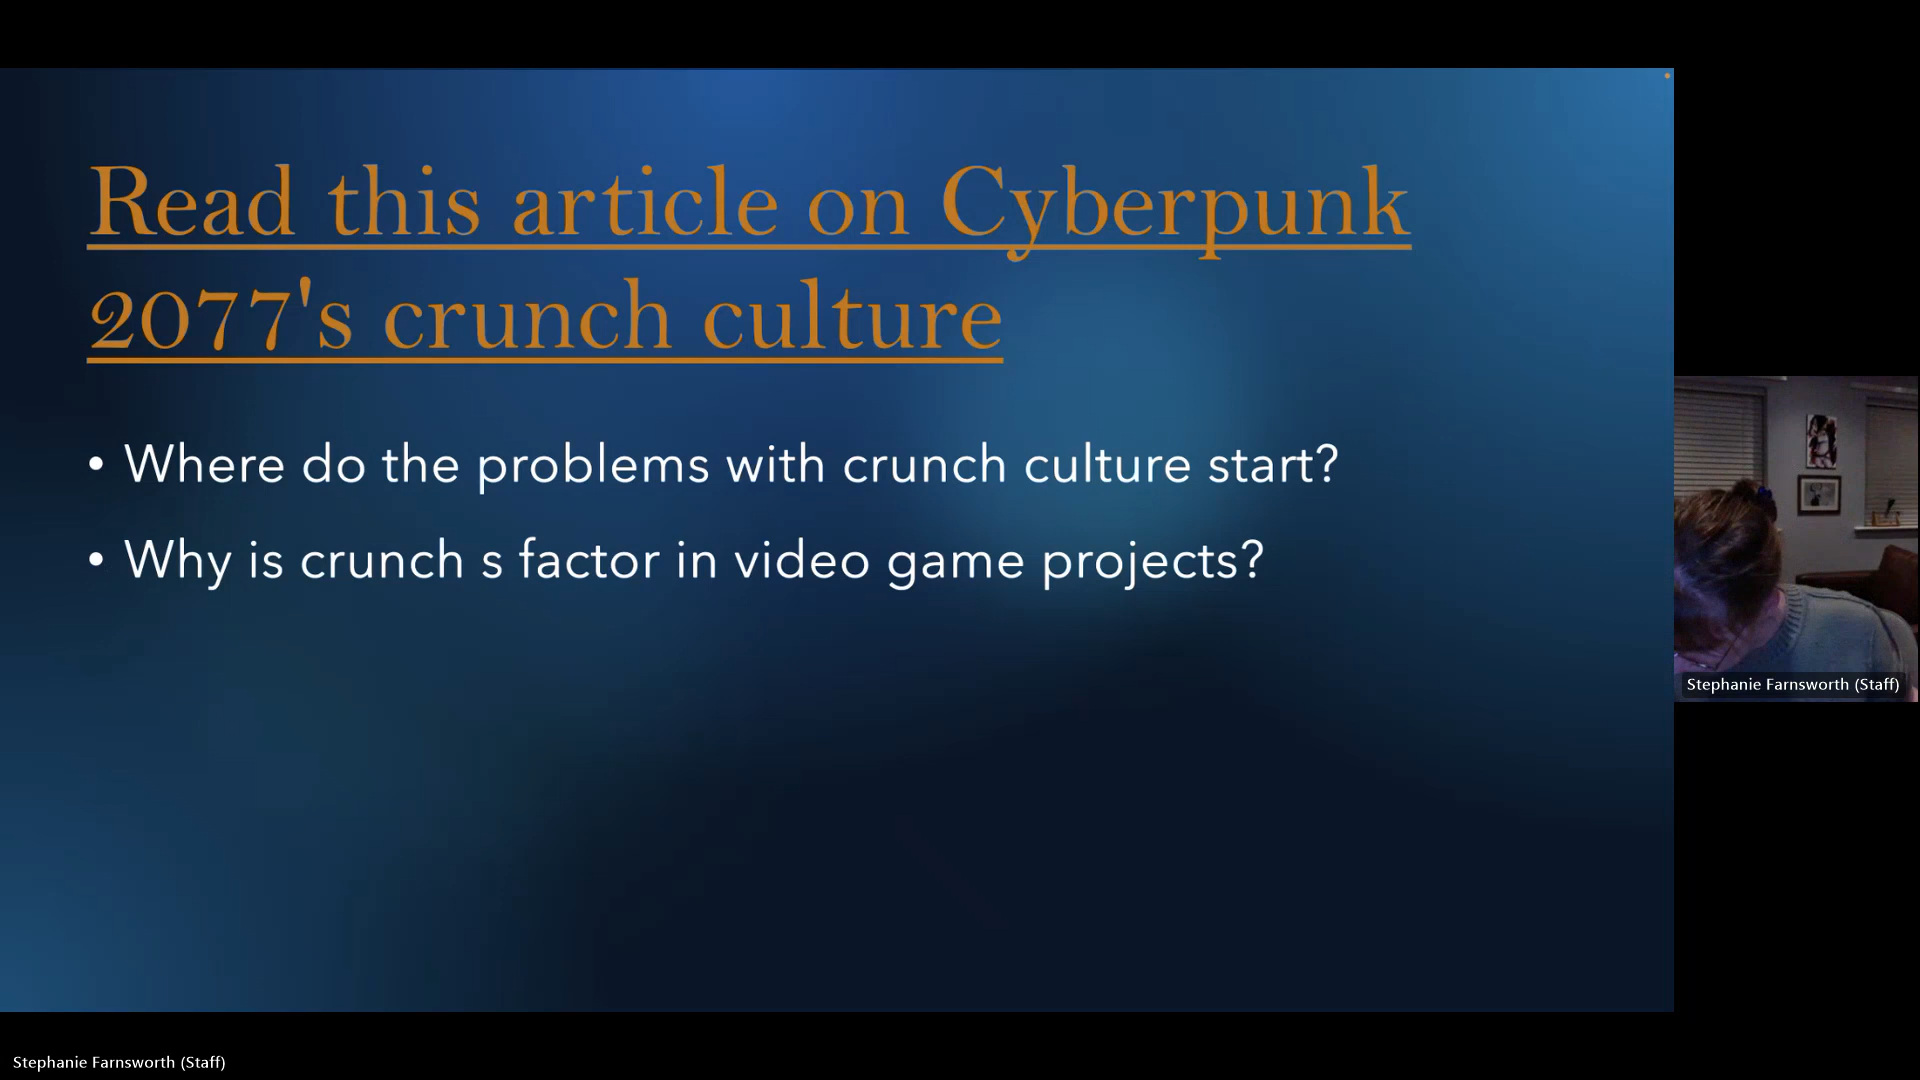 Read this article on Cyberpunk
2077's crunch culture
• Where do the problems with crunch culture start?
• Why is crunch s factor in video game projects?
Stephanie Farnsworth (Staff)
Stephanie Farnsworth (Staff)